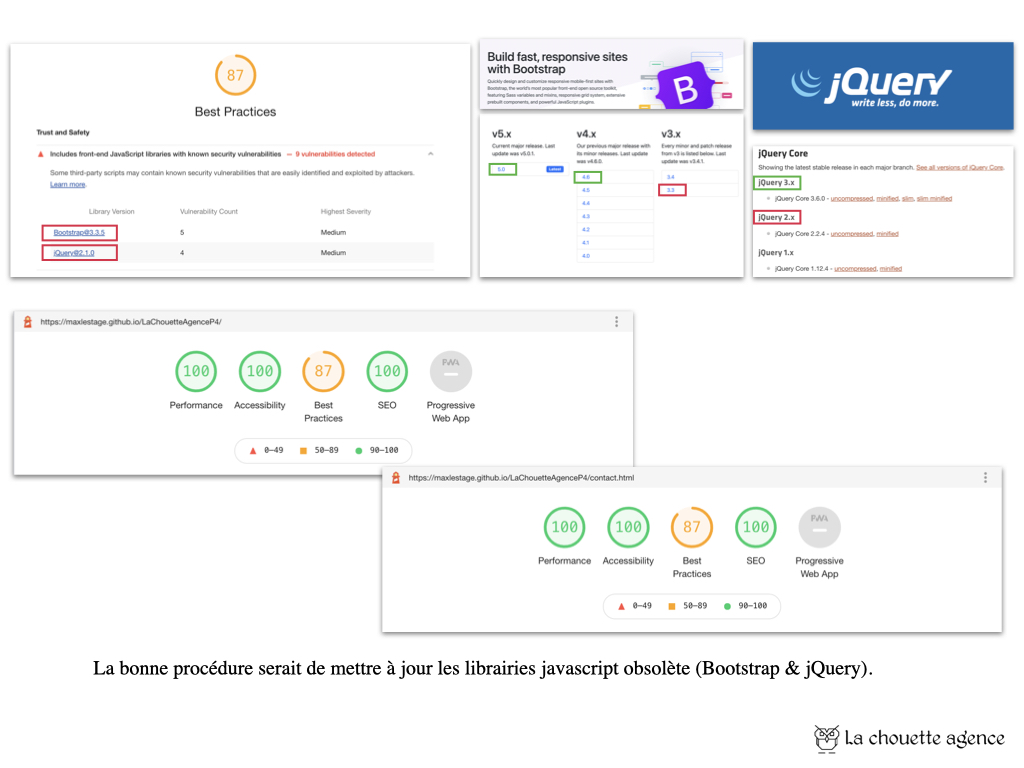 87
Best Practices
Trust and Safety
Includes front-end JavaScript libraries with known security vulnerabilities — 9 vulnerabilities detected
Some third-party scripts may contain known security vulnerabilities that are easily identified and exploited by attackers.
Learn more.
Library Version Vulnerability Count Highest Severity
Bootstrap@3.3.5 5 Medium
jQuery@2.1.0 4 Medium
Build fast, responsive sites
with Bootstrap
Quickly design and customize responsive mobile-first sites with
Bootstrap, the world's most popular front-end open source toolkit,
featuring Sass variables and mixins, responsive grid system, extensive
prebuilt components, and powerful JavaScript plugins.
B
v5.x
Current major release. Last
update was v5.0.1.
5.0 Latest
v4.x
Our previous major release with
its minor releases. Last update
was v4.6.0.
4.6
4.5
4.4
4.3
4.2
4.1
4.0
v3.x
Every minor and patch release
from v3 is listed below. Last
update was v3.4.1.
3.4
3.3
jQuery
write less, do more.
jQuery Core
Showing the latest stable release in each major branch. See all versions of jQuery Core.
jQuery 3.x
jQuery Core 3.6.0 - uncompressed, minified, slim, slim minified
jQuery 2.x
jQuery Core 2.2.4 - uncompressed, minified
jQuery 1.x
jQuery Core 1.12.4 - uncompressed, minified
https://maxlestage.github.io/LaChouetteAgenceP4/
100 100 87 100 PWA
Performance Accessibility Best Practices SEO Progressive Web App
0–49 50–89 90–100
https://maxlestage.github.io/LaChouetteAgenceP4/contact.html
100 100 87 100 PWA
Performance Accessibility Best Practices SEO Progressive Web App
0–49 50–89 90–100
La bonne procédure serait de mettre à jour les librairies javascript obsolète (Bootstrap & jQuery).
La chouette agence